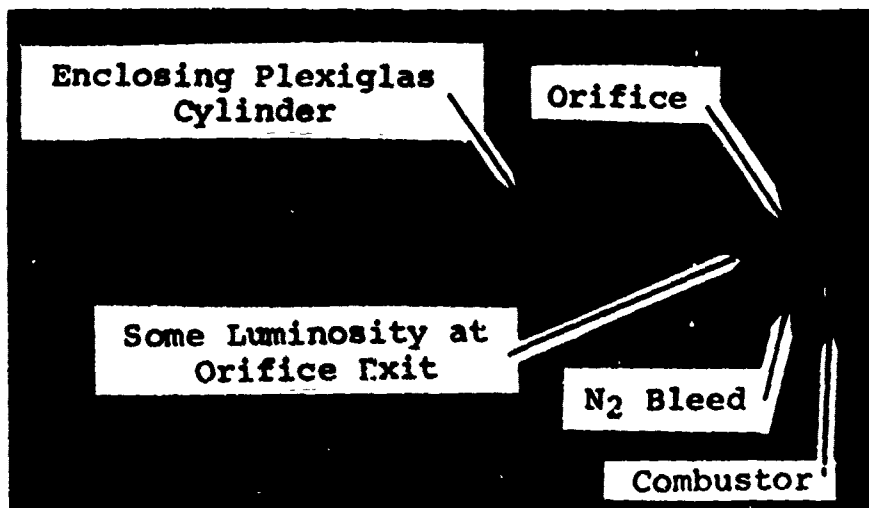 Enclosing Plexiglas
Cylinder
Orifice
Some Luminosity at
Orifice Exit
N2 Bleed
Combustor